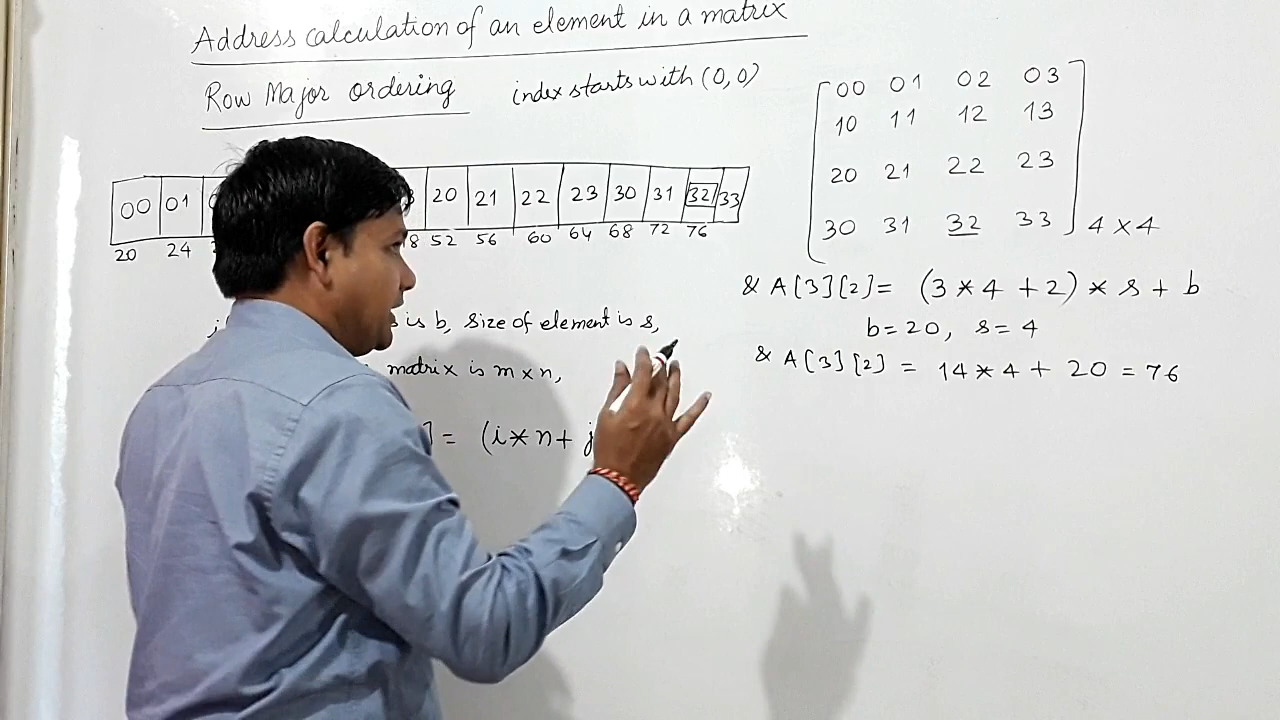 Address calculation of an element in a matrix
Row Major ordering index starts with (0,0)
00 01 20 21 22 23 30 31 32 33
20 24 8 52 56 60 64 68 72 76
is b, size of element is s,
matrix is m x n,
] = (i * n + j
00 01 02 03
10 11 12 13
20 21 22 23
30 31 32 33 4 x 4
& A[3][2] = (3 * 4 + 2) * s + b
b = 20, s = 4
& A[3][2] = 14 * 4 + 20 = 76